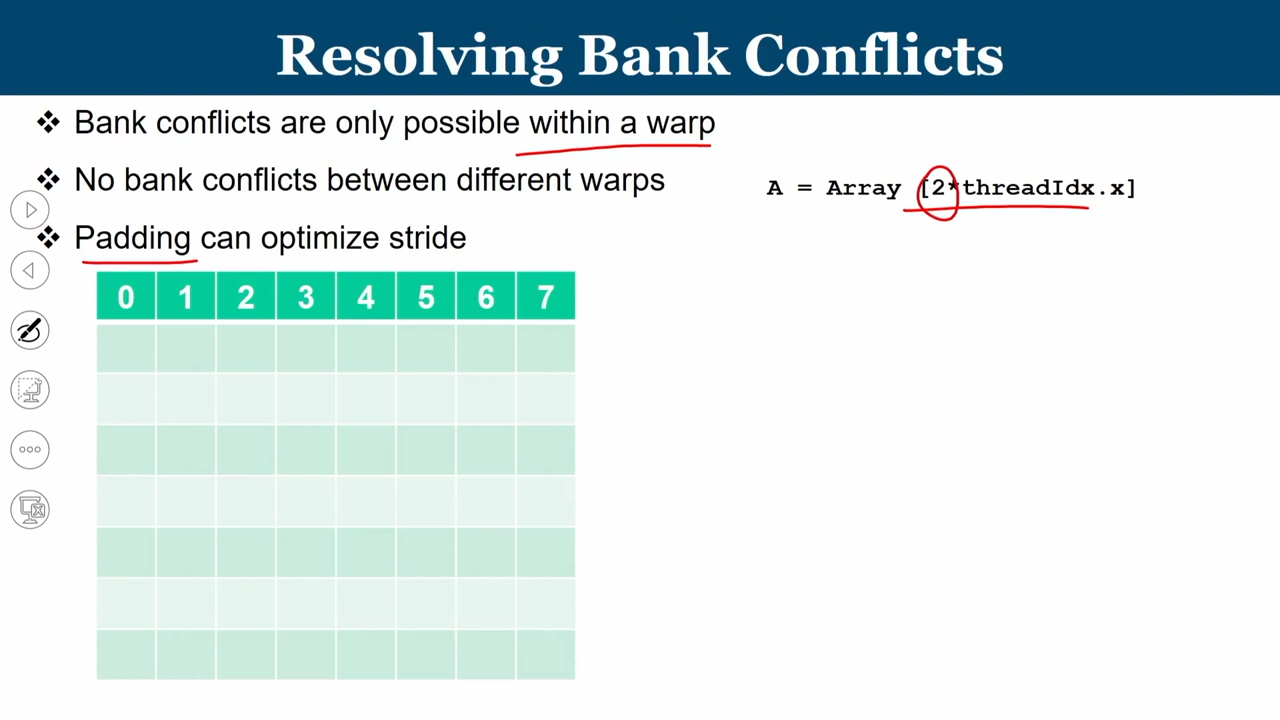 Resolving Bank Conflicts
❖ Bank conflicts are only possible within a warp
❖ No bank conflicts between different warps
A = Array [2*threadIdx.x]
❖ Padding can optimize stride
0 1 2 3 4 5 6 7